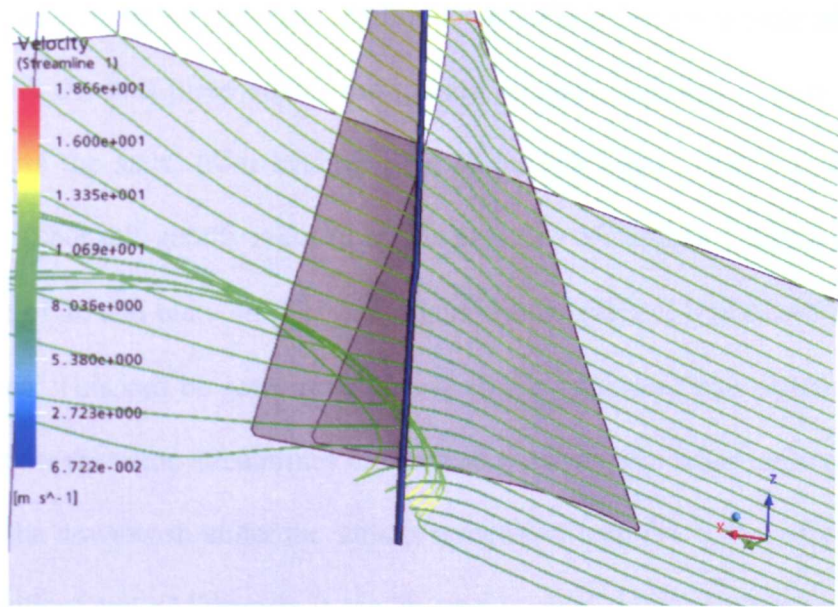 Velocity
(Streamline 1)
1.866e+001
1.600e+001
1.335e+001
1.069e+001
8.036e+000
5.380e+000
2.723e+000
6.722e-002
[m s^-1]
Z
X